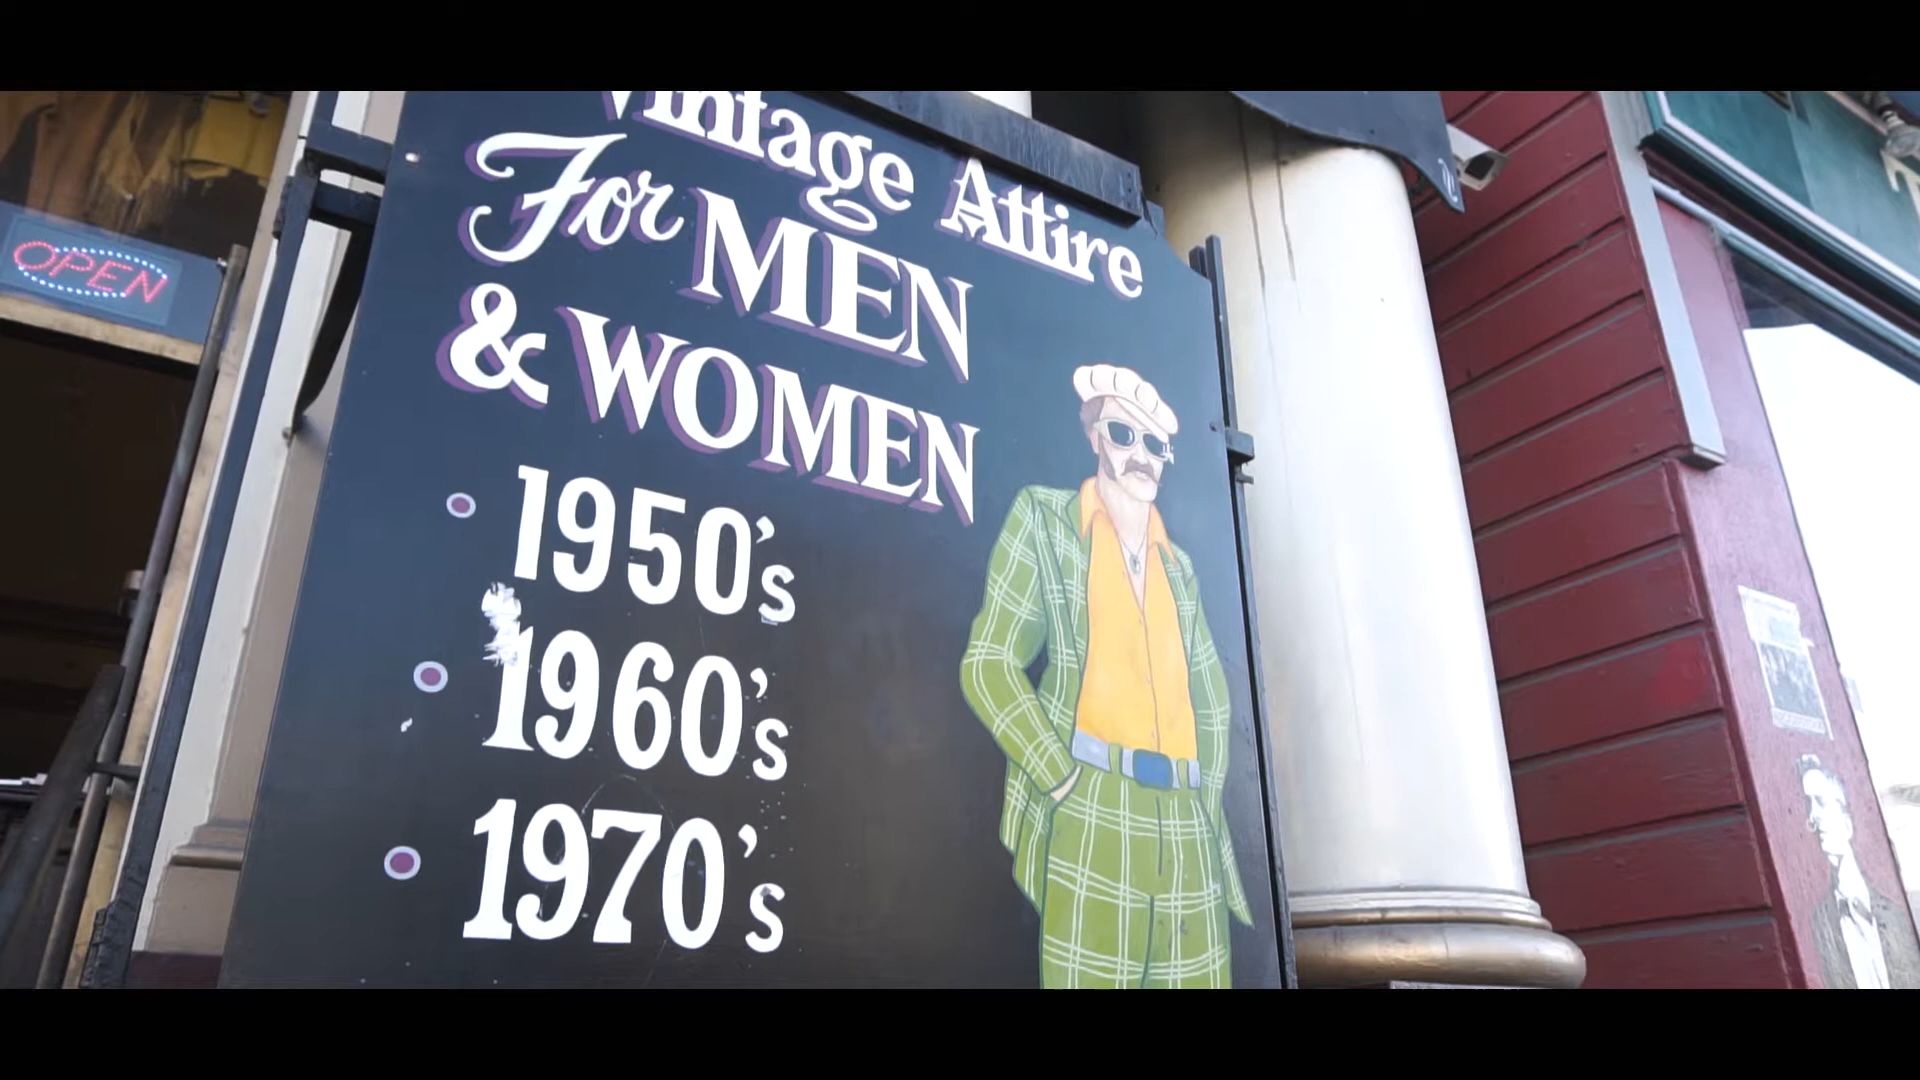 Vintage Attire
For MEN
& WOMEN
1950's
1960's
1970's
OPEN